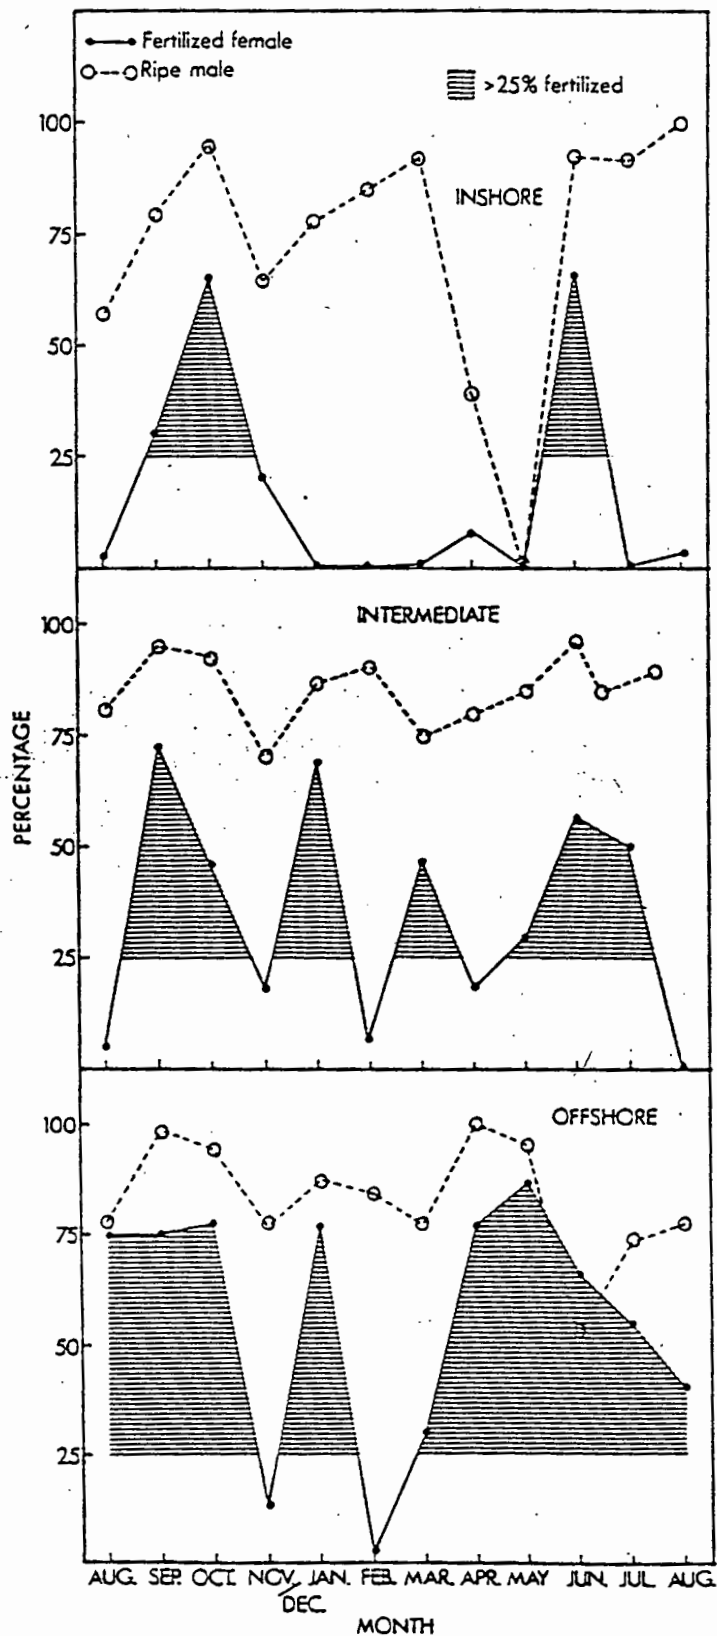 Fertilized female
Ripe male
>25% fertilized
100
75
50
25
INSHORE
100
75
50
25
INTERMEDIATE
PERCENTAGE
100
75
50
25
OFFSHORE
AUG. SEP. OCT. NOV./DEC. JAN. FEB. MAR. APR. MAY JUN. JUL. AUG.
MONTH